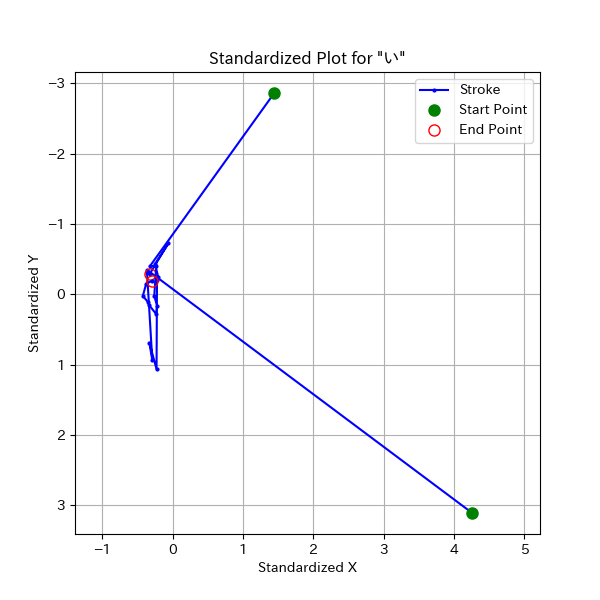 Standardized Plot for "い"
Stroke
Start Point
End Point
Standardized Y
−3
−2
−1
0
1
2
3
−1 0 1 2 3 4 5
Standardized X